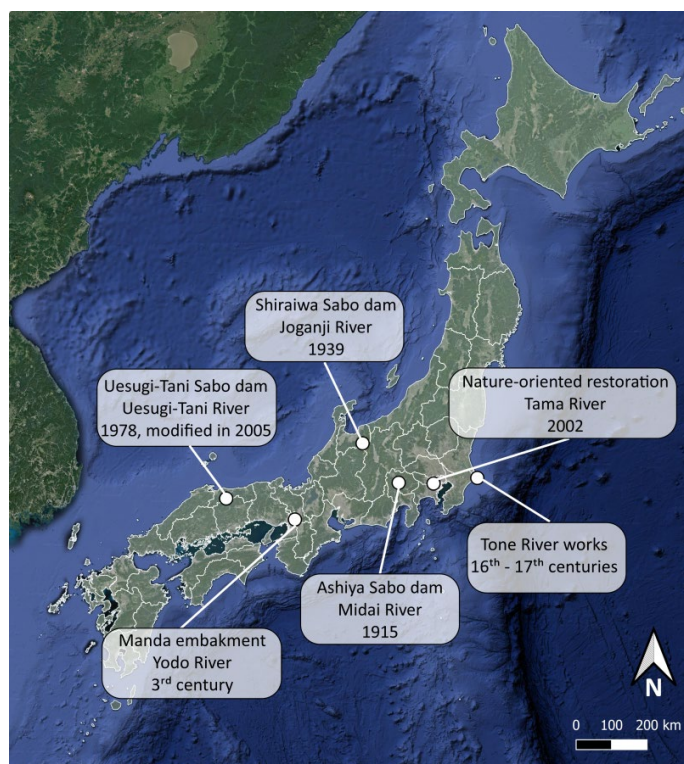 Shiraiwa Sabo dam
Joganji River
1939
Uesugi-Tani Sabo dam
Uesugi-Tani River
1978, modified in 2005
Nature-oriented restoration
Tama River
2002
Tone River works
16th - 17th centuries
Ashiya Sabo dam
Midai River
1915
Manda embakment
Yodo River
3rd century
N
0 100 200 km